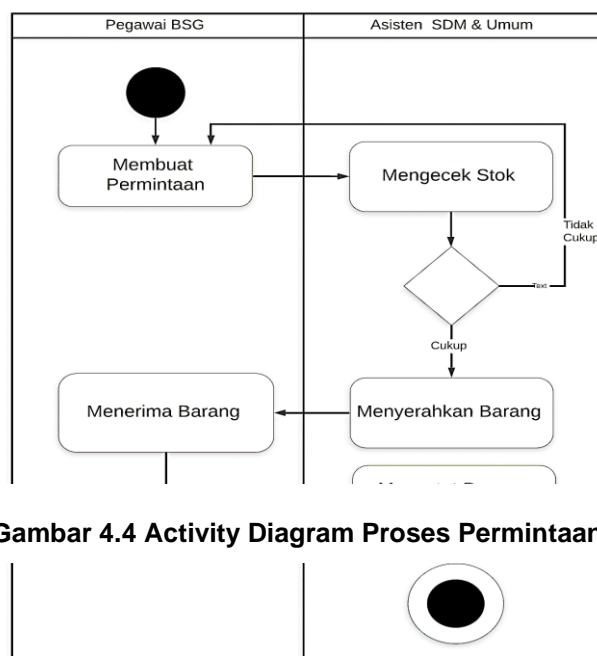 Pegawai BSG
Asisten SDM & Umum
Membuat
Permintaan
Mengecek Stok
Tidak
Cukup
Text
Cukup
Menerima Barang
Menyerahkan Barang
Gambar 4.4 Activity Diagram Proses Permintaan